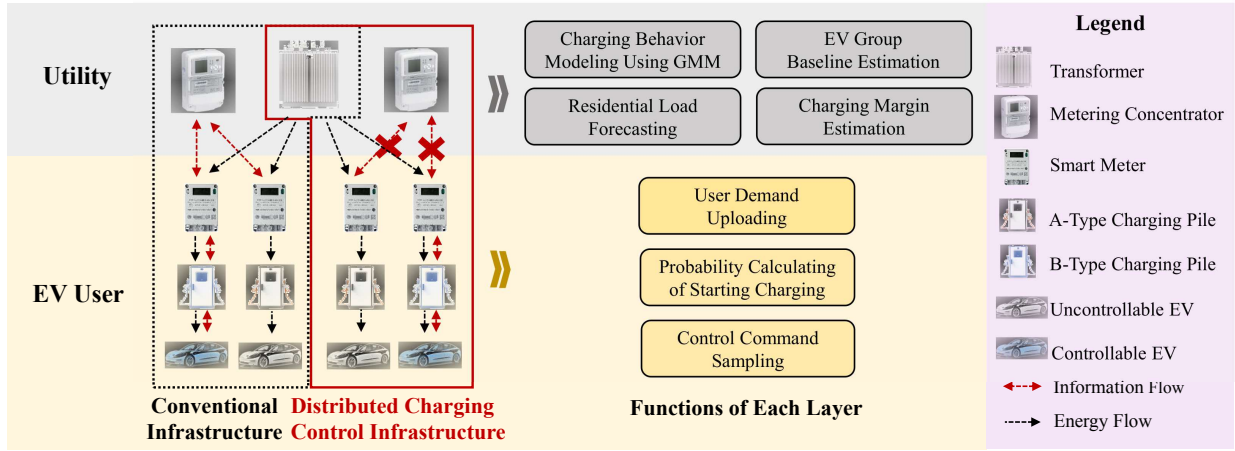 Utility
EV User
Charging Behavior
Modeling Using GMM
EV Group
Baseline Estimation
Residential Load
Forecasting
Charging Margin
Estimation
User Demand
Uploading
Probability Calculating
of Starting Charging
Control Command
Sampling
Conventional
Infrastructure
Distributed Charging
Control Infrastructure
Functions of Each Layer
Legend
Transformer
Metering Concentrator
Smart Meter
A-Type Charging Pile
B-Type Charging Pile
Uncontrollable EV
Controllable EV
Information Flow
Energy Flow